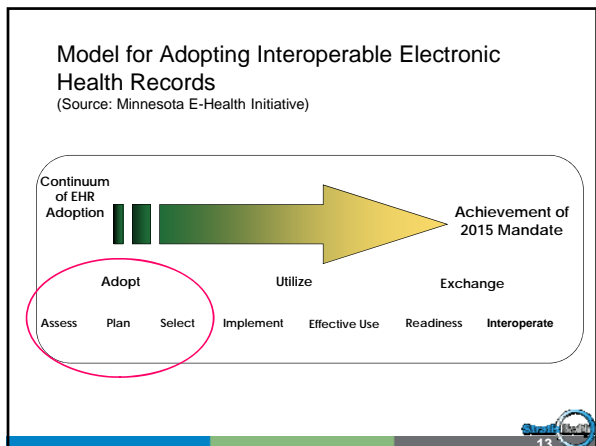 Model for Adopting Interoperable Electronic
Health Records
(Source: Minnesota E-Health Initiative)
Continuum
of EHR
Adoption
Achievement of
2015 Mandate
Adopt Utilize Exchange
Assess Plan Select Implement Effective Use Readiness Interoperate
13